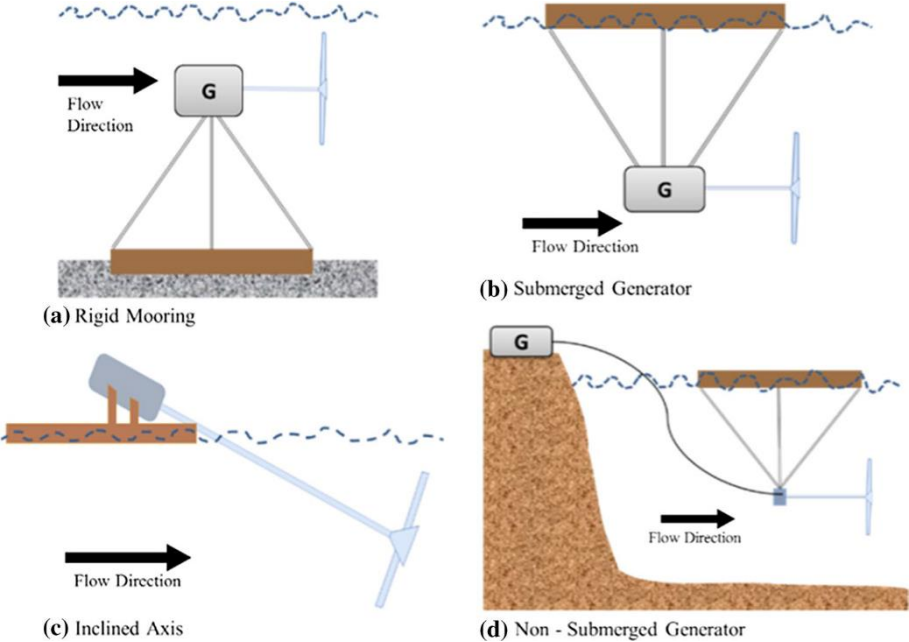 G
Flow
Direction
(a) Rigid Mooring
G
Flow Direction
(b) Submerged Generator
Flow Direction
(c) Inclined Axis
G
Flow Direction
(d) Non - Submerged Generator